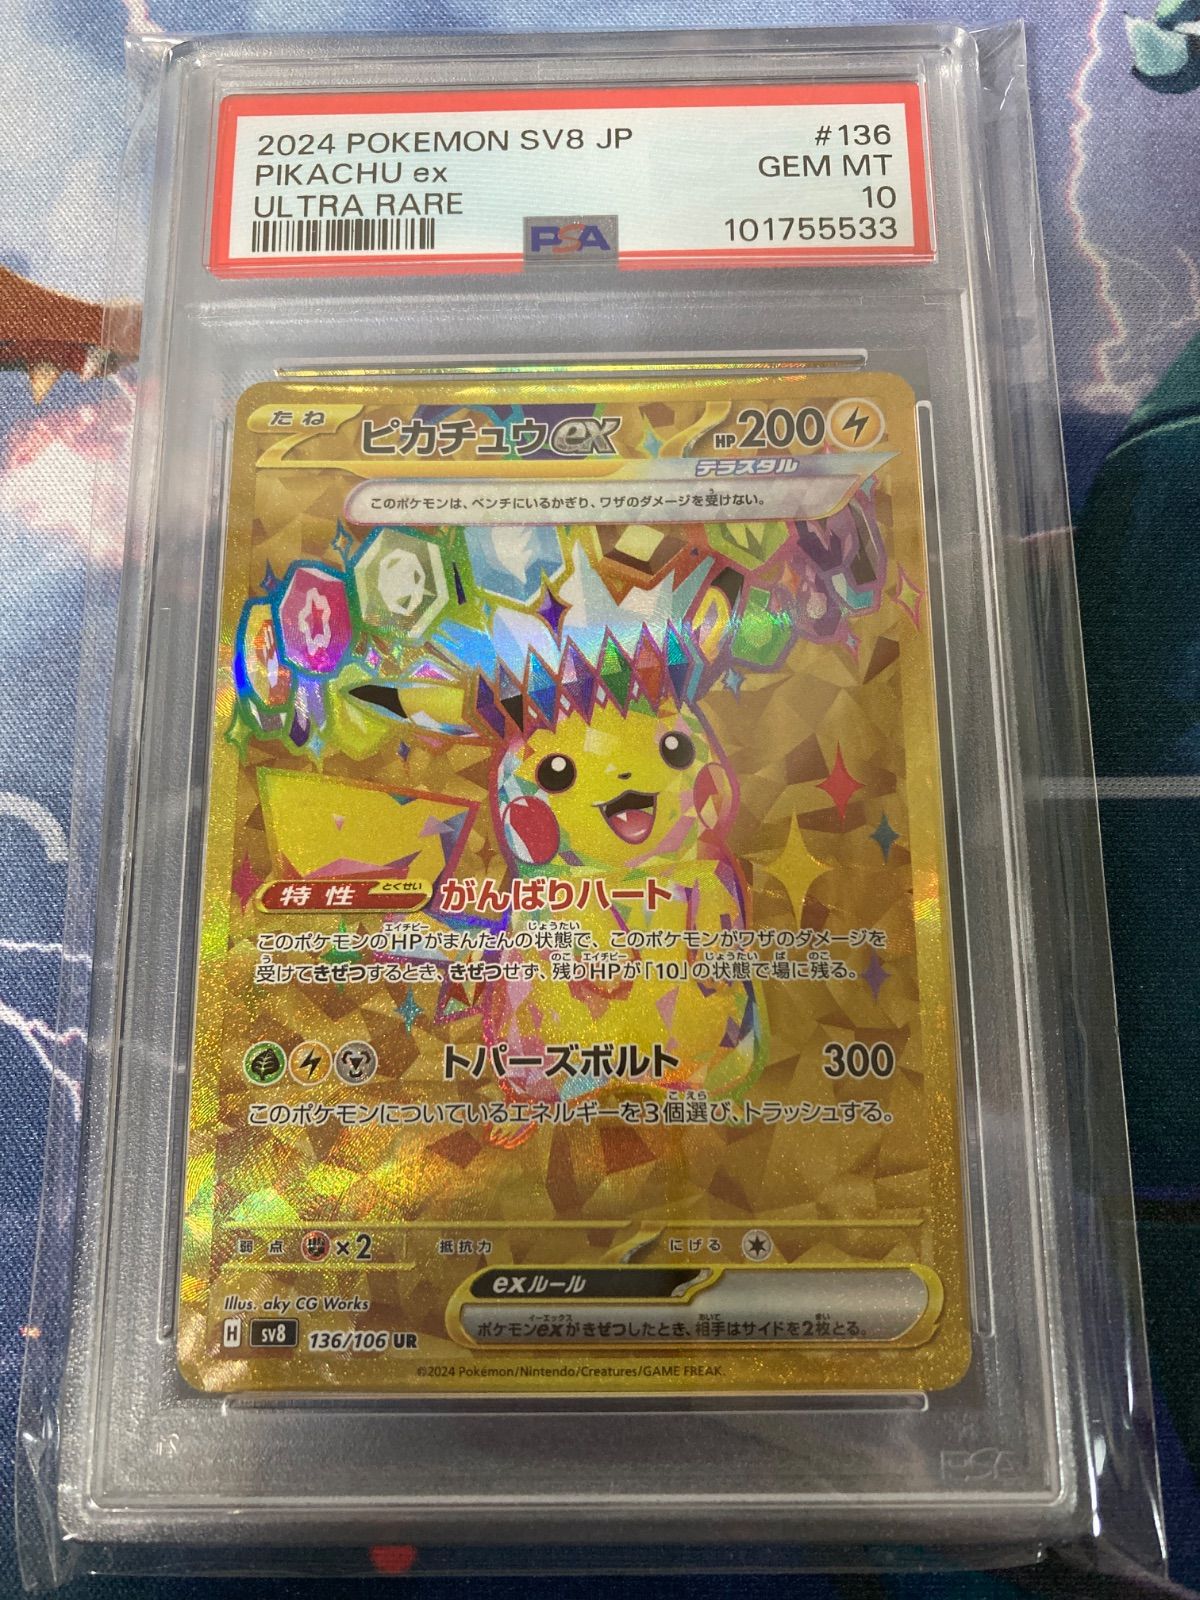 2024 POKEMON SV8 JP #136
PIKACHU ex GEM MT
ULTRA RARE 10
PSA 101755533
たね ピカチュウex HP200
テラスタル
このポケモンは、ベンチにいるかぎり、ワザのダメージを受けない。
特性 とくせい がんばりハート
このポケモンのHPがまんたんの状態で、このポケモンがワザのダメージを
受けてきぜつするとき、きぜつせず、残りHPが「10」の状態で場に残る。
トパーズボルト 300
このポケモンについているエネルギーを3個選び、トラッシュする。
弱点 ×2 抵抗力 にげる
exルール
ポケモンexがきぜつしたとき、相手はサイドを2枚とる。
Illus. aky CG Works
H sv8 136/106 UR
©2024 Pokémon/Nintendo/Creatures/GAME FREAK.
PSA